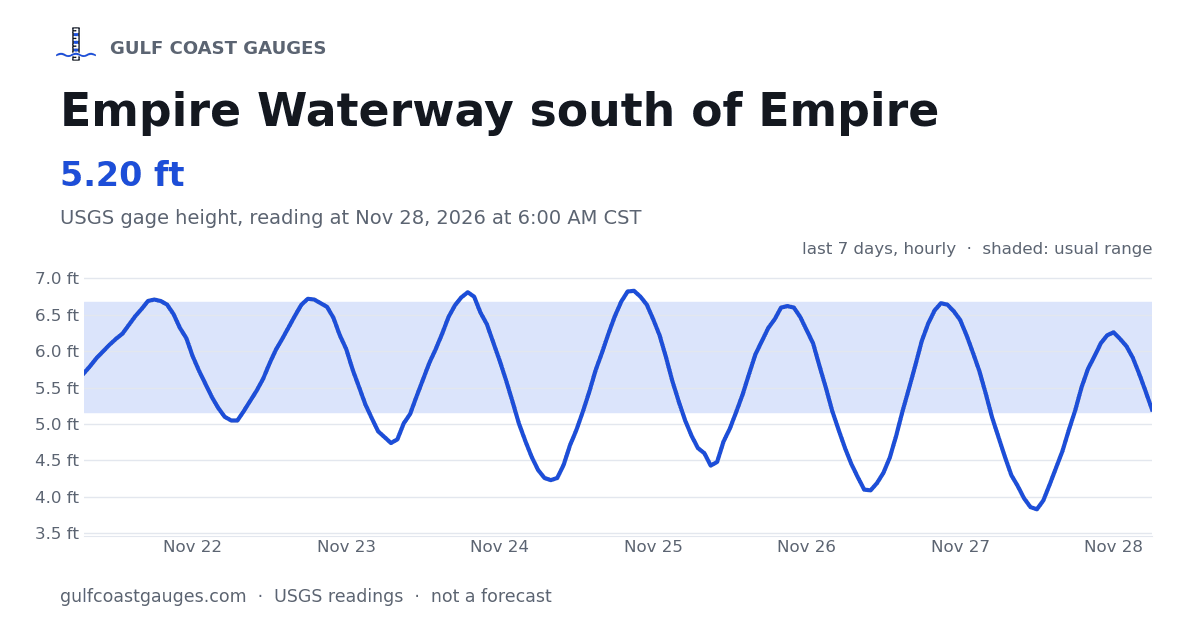 GULF COAST GAUGES
Empire Waterway south of Empire
5.20 ft
USGS gage height, reading at Nov 28, 2026 at 6:00 AM CST
last 7 days, hourly · shaded: usual range
7.0 ft
6.5 ft
6.0 ft
5.5 ft
5.0 ft
4.5 ft
4.0 ft
3.5 ft
Nov 22 Nov 23 Nov 24 Nov 25 Nov 26 Nov 27 Nov 28
gulfcoastgauges.com · USGS readings · not a forecast